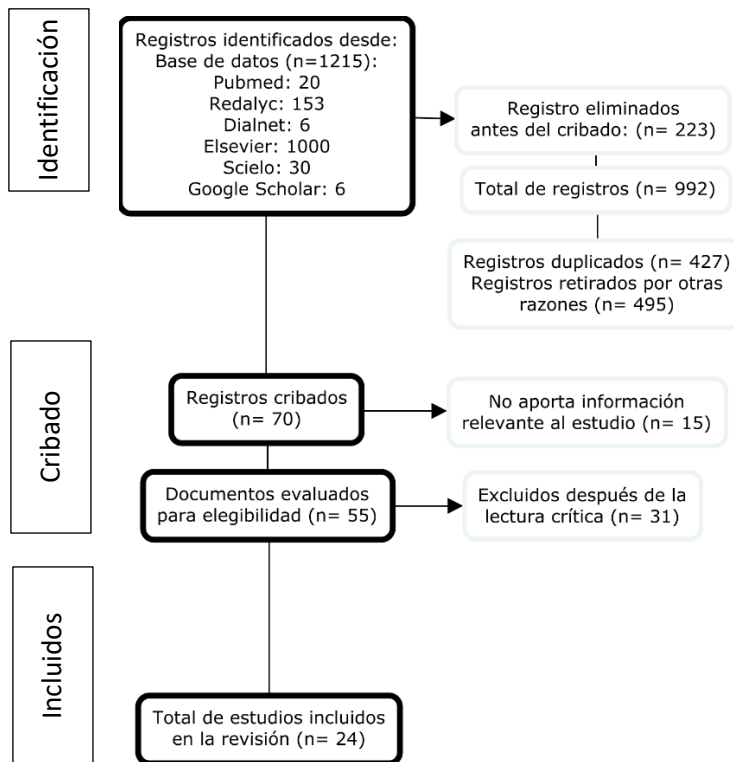 Identificación
Registros identificados desde:
Base de datos (n=1215):
Pubmed: 20
Redalyc: 153
Dialnet: 6
Elsevier: 1000
Scielo: 30
Google Scholar: 6
Registro eliminados
antes del cribado: (n= 223)
Total de registros (n= 992)
Registros duplicados (n= 427)
Registros retirados por otras
razones (n= 495)
Cribado
Registros cribados
(n= 70)
No aporta información
relevante al estudio (n= 15)
Documentos evaluados
para elegibilidad (n= 55)
Excluidos después de la
lectura crítica (n= 31)
Incluidos
Total de estudios incluidos
en la revisión (n= 24)